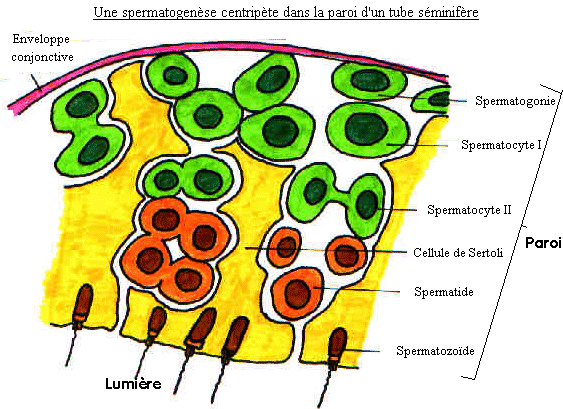 Une spermatogenèse centripète dans la paroi d'un tube séminifère
Enveloppe
conjonctive
Spermatogonie
Spermatocyte I
Spermatocyte II
Paroi
Cellule de Sertoli
Spermatide
Spermatozoïde
Lumière